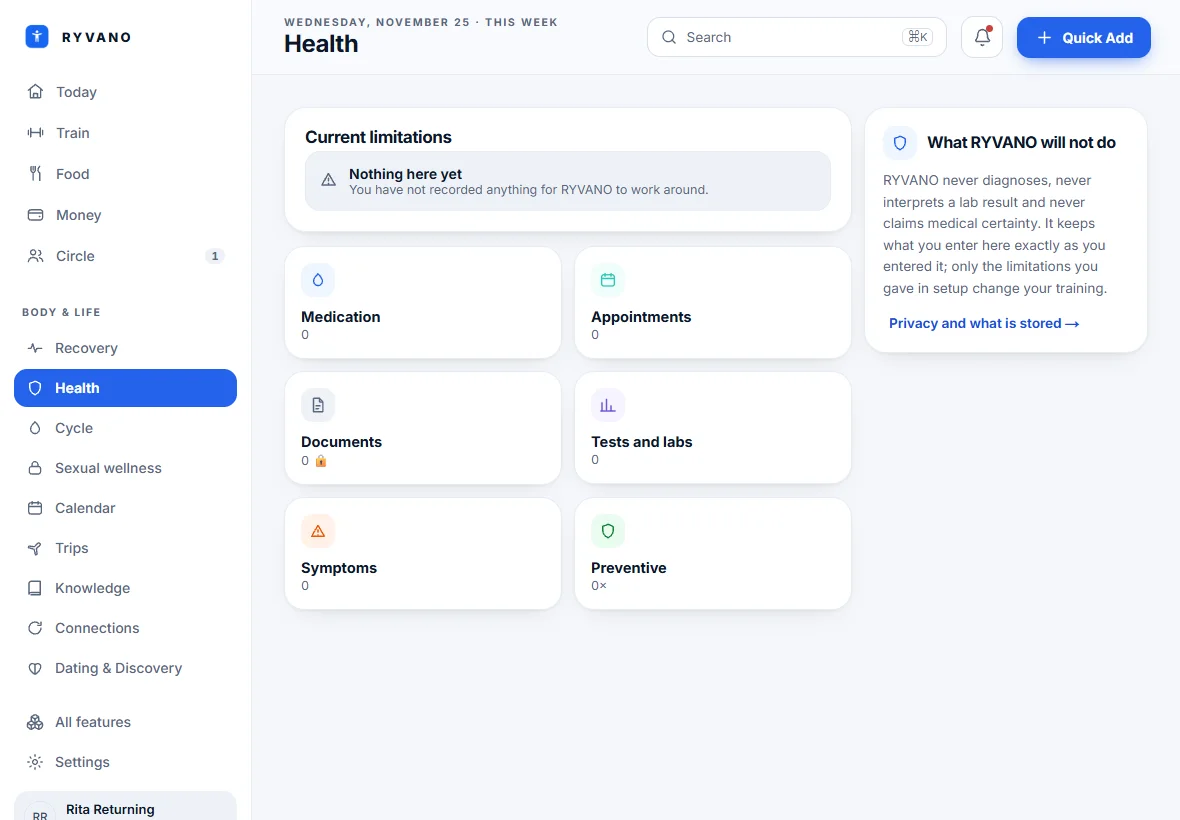 RYVANO
Today
Train
Food
Money
Circle
1
BODY & LIFE
Recovery
Health
Cycle
Sexual wellness
Calendar
Trips
Knowledge
Connections
Dating & Discovery
All features
Settings
RR
Rita Returning
WEDNESDAY, NOVEMBER 25 · THIS WEEK
Health
Search
⌘K
Quick Add
Current limitations
Nothing here yet
You have not recorded anything for RYVANO to work around.
Medication
0
Appointments
0
Documents
0 🔒
Tests and labs
0
Symptoms
0
Preventive
0×
What RYVANO will not do
RYVANO never diagnoses, never
interprets a lab result and never
claims medical certainty. It keeps
what you enter here exactly as you
entered it; only the limitations you
gave in setup change your training.
Privacy and what is stored →